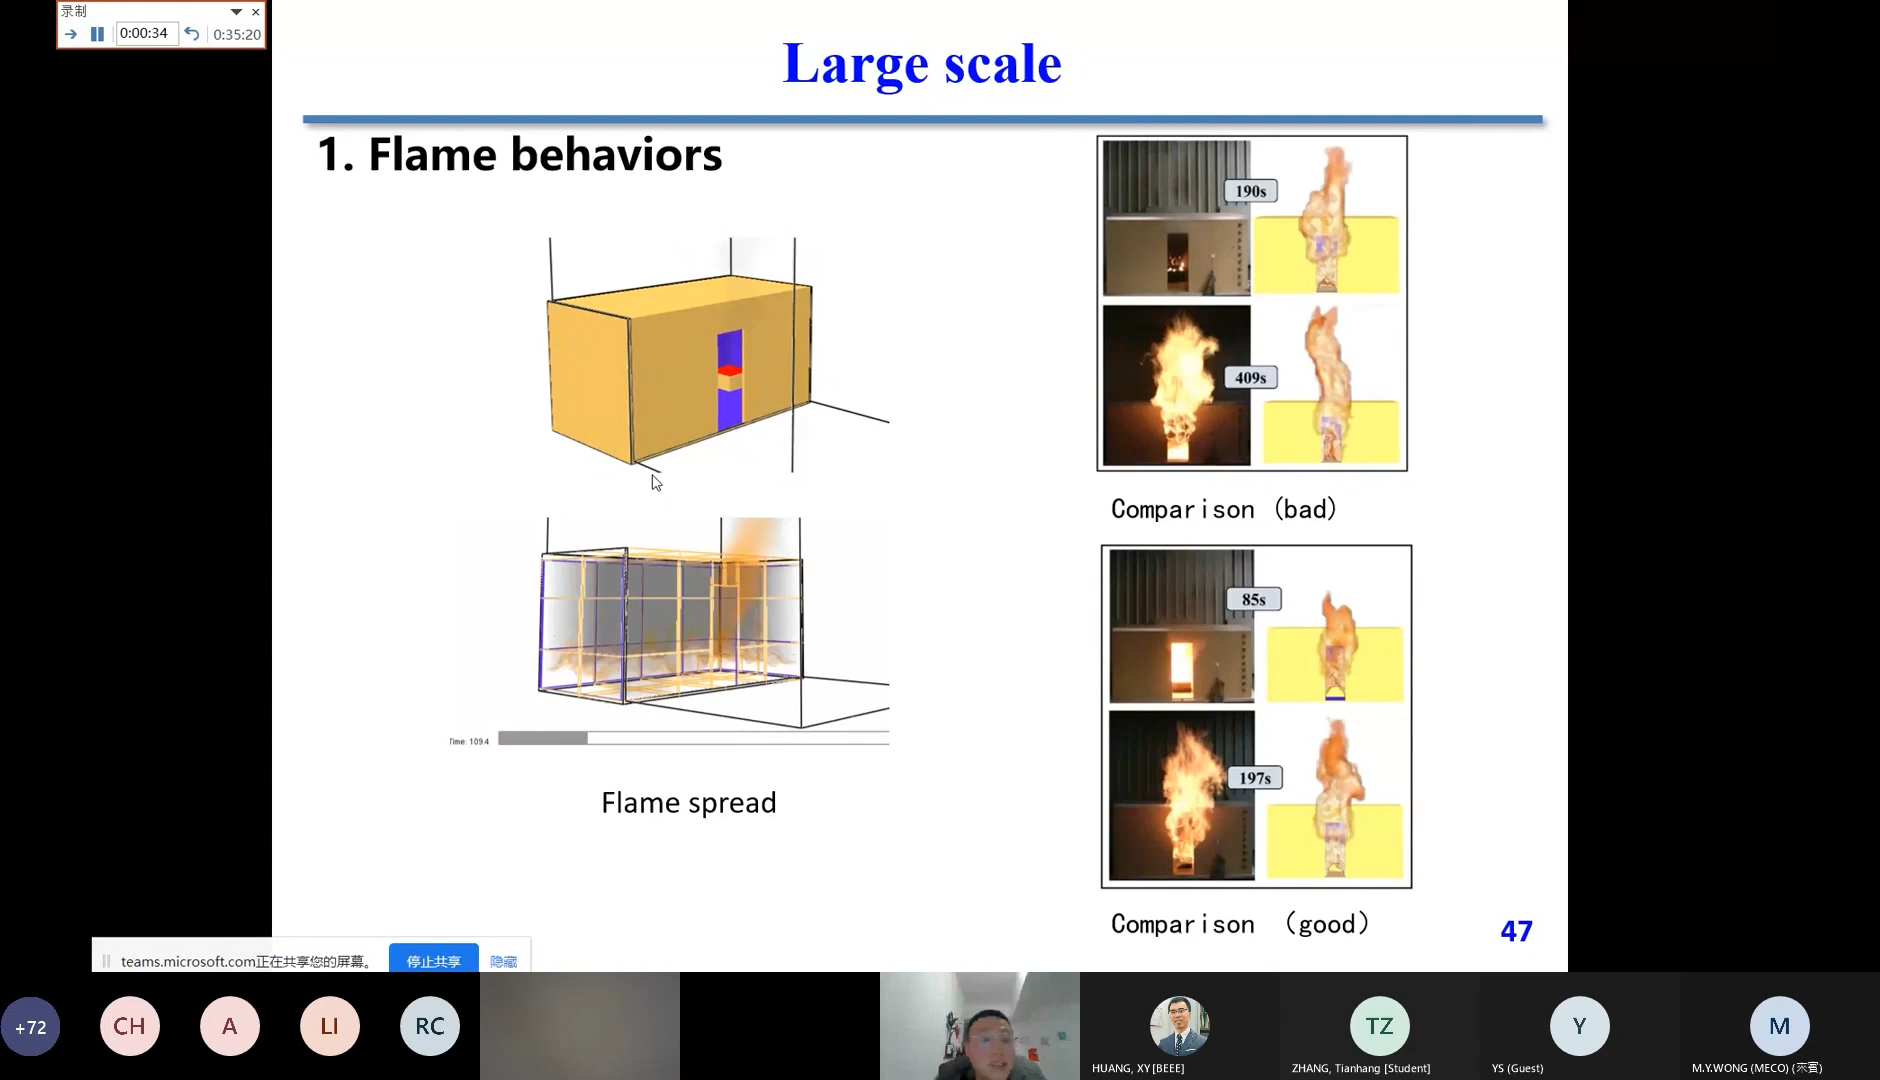 录制
0:00:34
0:35:20
Large scale
1. Flame behaviors
190s
409s
Comparison (bad)
Time: 109.4
Flame spread
85s
197s
Comparison （good）
47
teams.microsoft.com正在共享您的屏幕。
停止共享
隐藏
+72
CH
A
LI
RC
TZ
Y
M
HUANG, XY [BEEE]
ZHANG, Tianhang [Student]
YS (Guest)
M.Y.WONG (MECO) (來賓)